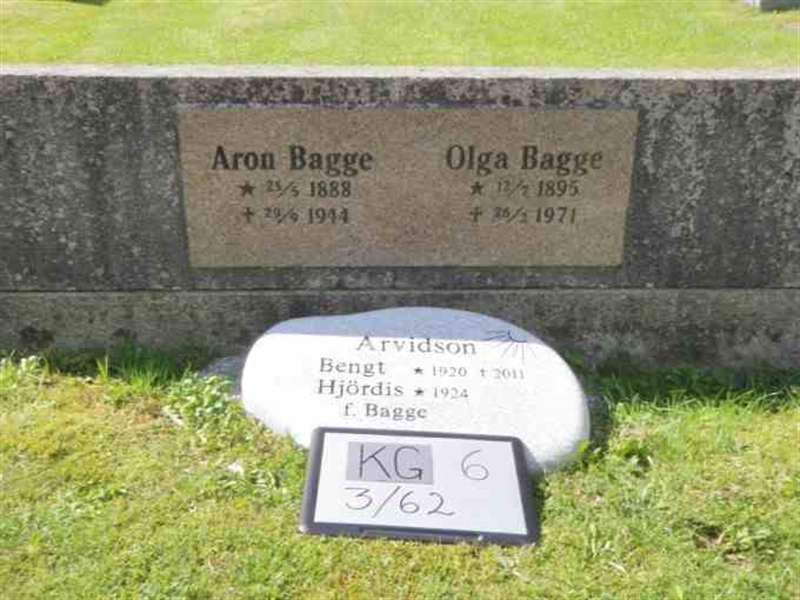 Aron Bagge
★ 23/5 1888
✝ 29/6 1944
Olga Bagge
★ 12/7 1895
✝ 26/2 1971
Arvidson
Bengt ★ 1920 ✝ 2011
Hjördis ★ 1924
f. Bagge
KG 6
3/62